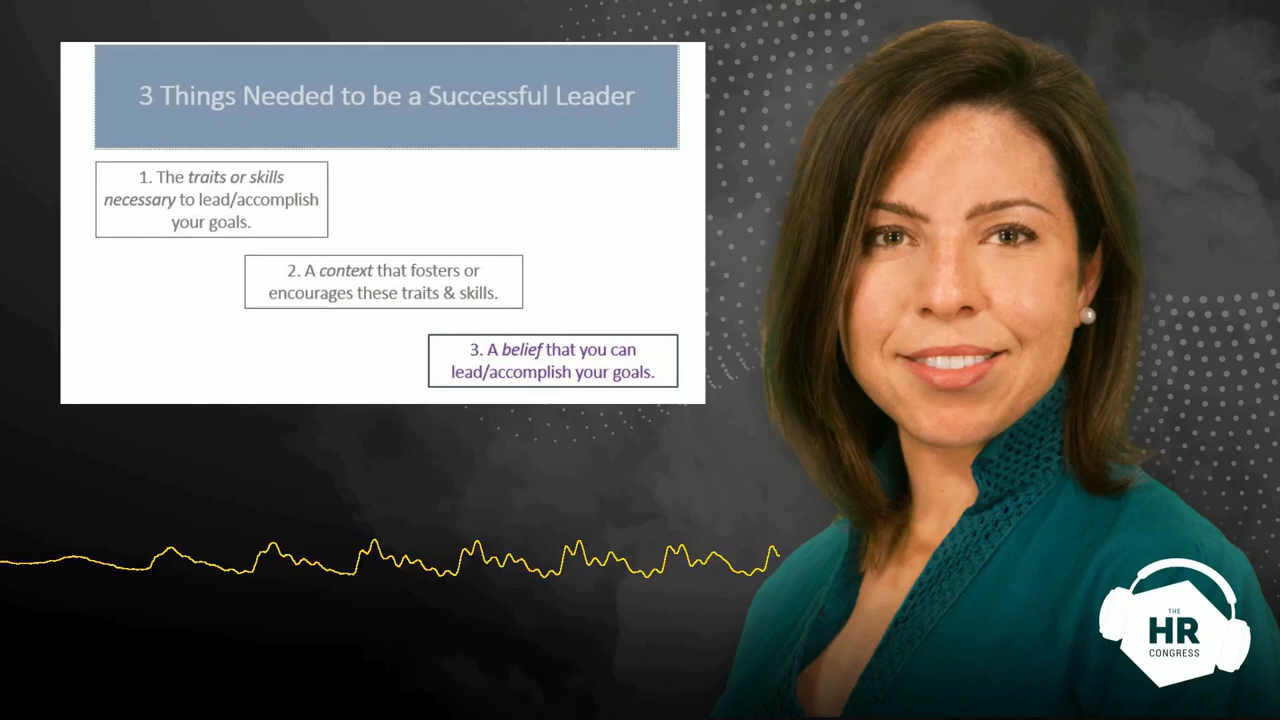 3 Things Needed to be a Successful Leader
1. The traits or skills
necessary to lead/accomplish
your goals.
2. A context that fosters or
encourages these traits & skills.
3. A belief that you can
lead/accomplish your goals.
THE
HR
CONGRESS